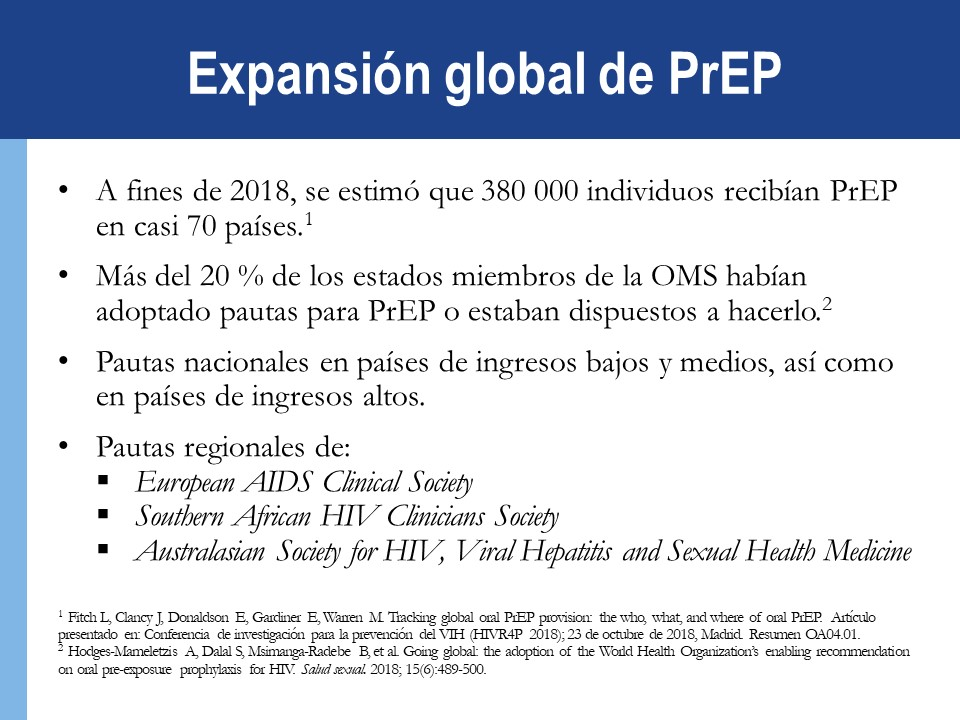 Expansión global de PrEP
• A fines de 2018, se estimó que 380 000 individuos recibían PrEP
en casi 70 países.1
• Más del 20 % de los estados miembros de la OMS habían
adoptado pautas para PrEP o estaban dispuestos a hacerlo.2
• Pautas nacionales en países de ingresos bajos y medios, así como
en países de ingresos altos.
• Pautas regionales de:
▪ European AIDS Clinical Society
▪ Southern African HIV Clinicians Society
▪ Australasian Society for HIV, Viral Hepatitis and Sexual Health Medicine
1 Fitch L, Clancy J, Donaldson E, Gardiner E, Warren M. Tracking global oral PrEP provision: the who, what, and where of oral PrEP. Artículo
presentado en: Conferencia de investigación para la prevención del VIH (HIVR4P 2018); 23 de octubre de 2018, Madrid. Resumen OA04.01.
2 Hodges-Mameletzis A, Dalal S, Msimanga-Radebe B, et al. Going global: the adoption of the World Health Organization's enabling recommendation
on oral pre-exposure prophylaxis for HIV. Salud sexual. 2018; 15(6):489-500.